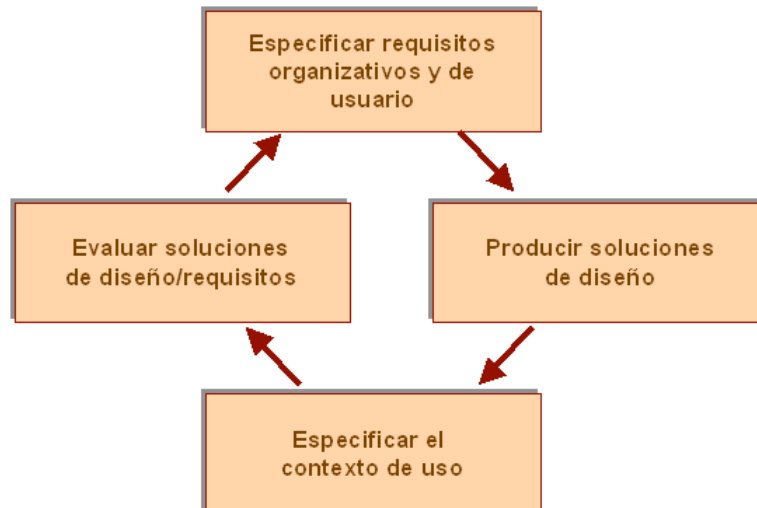 Especificar requisitos
organizativos y de
usuario
Evaluar soluciones
de diseño/requisitos
Producir soluciones
de diseño
Especificar el
contexto de uso